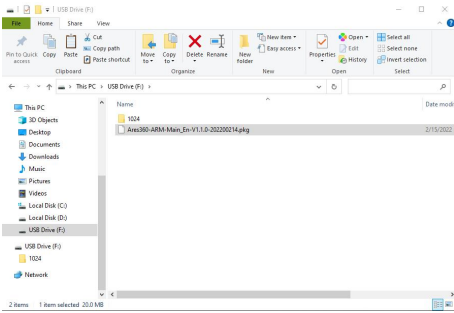 USB Drive (F:)
File Home Share View
Pin to Quick access
Copy
Paste
Cut
Copy path
Paste shortcut
Clipboard
Move to
Copy to
Delete
Rename
Organize
New folder
New item
Easy access
New
Properties
Open
Edit
History
Open
Select all
Select none
Invert selection
Select
This PC > USB Drive (F:)
Name
Date modi
This PC
3D Objects
Desktop
Documents
Downloads
Music
Pictures
Videos
Local Disk (C:)
Local Disk (D:)
USB Drive (F:)
USB Drive (F:)
1024
Network
1024
Ares360-ARM-Main_En-V1.1.0-202200214.pkg 2/15/2022
2 items 1 item selected 20.0 MB